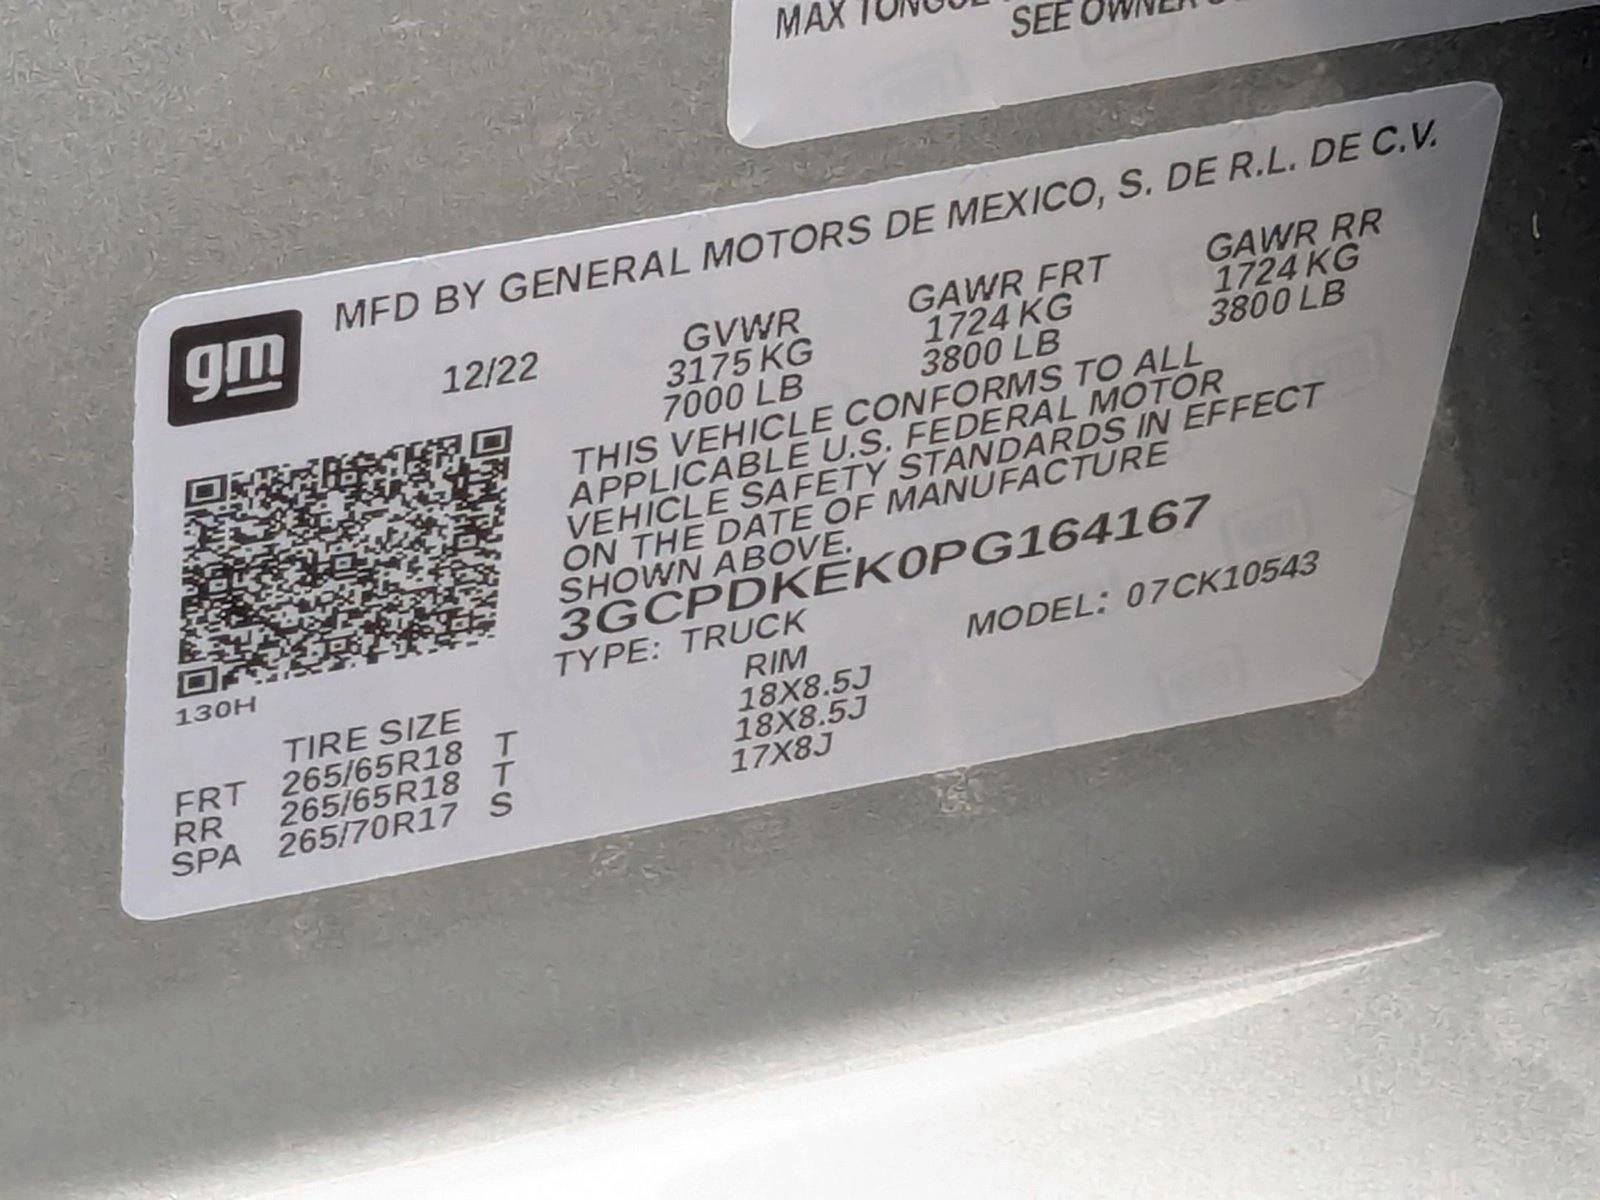 MAX TONGUE
SEE OWNER
MFD BY GENERAL MOTORS DE MEXICO, S. DE R.L. DE C.V.
gm
12/22
GVWR GAWR FRT GAWR RR
3175 KG 1724 KG 1724 KG
7000 LB 3800 LB 3800 LB
THIS VEHICLE CONFORMS TO ALL
APPLICABLE U.S. FEDERAL MOTOR
VEHICLE SAFETY STANDARDS IN EFFECT
ON THE DATE OF MANUFACTURE
SHOWN ABOVE.
3GCPDKEK0PG164167
TYPE: TRUCK MODEL: 07CK10543
130H
TIRE SIZE RIM
FRT 265/65R18 T 18X8.5J
RR 265/65R18 T 18X8.5J
SPA 265/70R17 S 17X8J